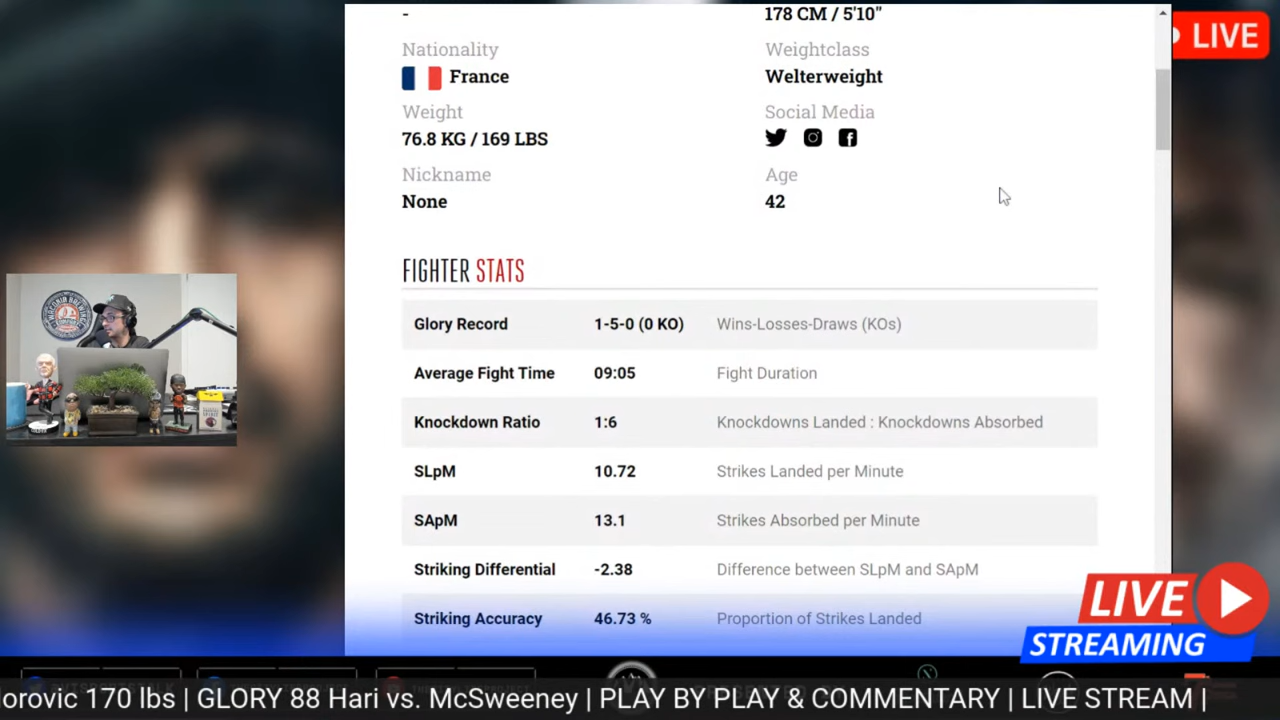 -
178 CM / 5'10"
LIVE
Nationality
Weightclass
France
Welterweight
Weight
Social Media
76.8 KG / 169 LBS
Nickname
Age
None
42
FIGHTER STATS
Glory Record 1-5-0 (0 KO) Wins-Losses-Draws (KOs)
Average Fight Time 09:05 Fight Duration
Knockdown Ratio 1:6 Knockdowns Landed : Knockdowns Absorbed
SLpM 10.72 Strikes Landed per Minute
SApM 13.1 Strikes Absorbed per Minute
Striking Differential -2.38 Difference between SLpM and SApM
Striking Accuracy 46.73 % Proportion of Strikes Landed
LIVE
STREAMING
lorovic 170 lbs | GLORY 88 Hari vs. McSweeney | PLAY BY PLAY & COMMENTARY | LIVE STREAM |